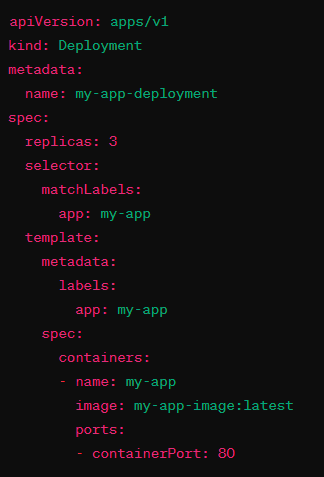 apiVersion: apps/v1
kind: Deployment
metadata:
  name: my-app-deployment
spec:
  replicas: 3
  selector:
    matchLabels:
      app: my-app
  template:
    metadata:
      labels:
        app: my-app
    spec:
      containers:
      - name: my-app
        image: my-app-image:latest
        ports:
        - containerPort: 80